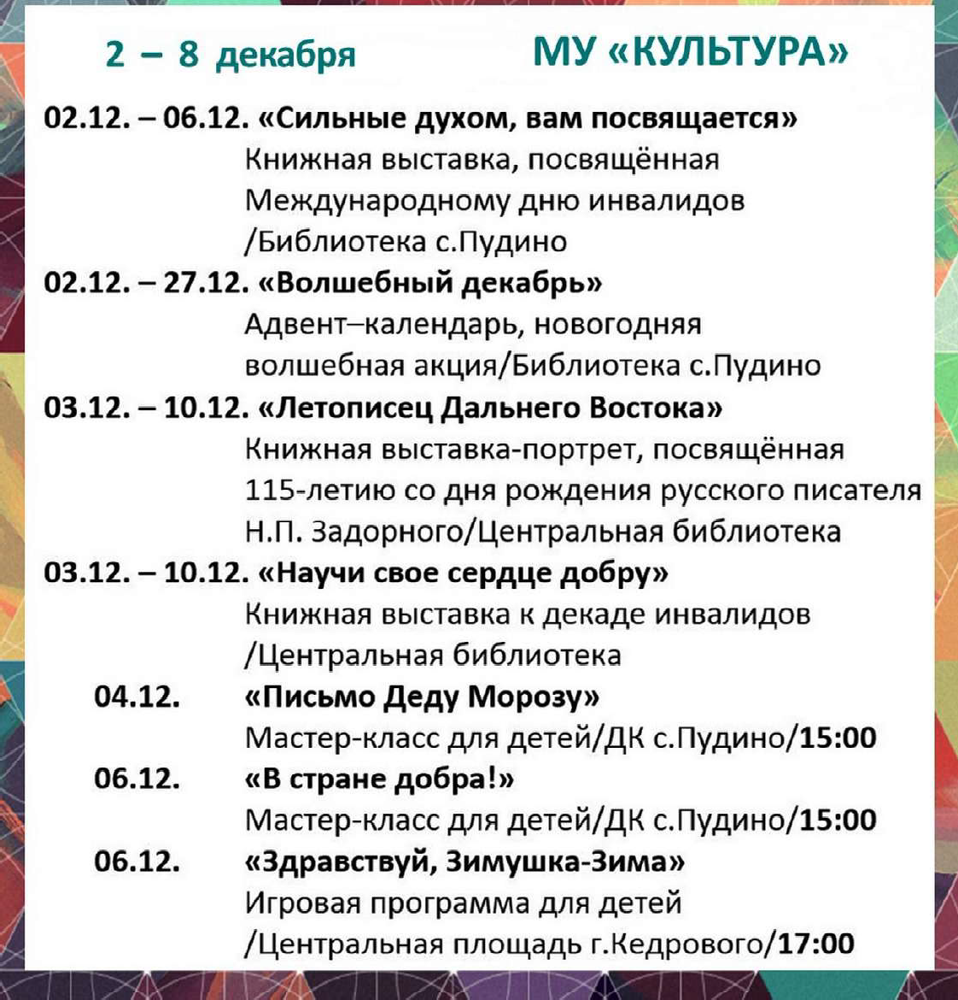 2 – 8 декабря МУ «КУЛЬТУРА»
02.12. – 06.12. «Сильные духом, вам посвящается»
Книжная выставка, посвящённая
Международному дню инвалидов
/Библиотека с.Пудино
02.12. – 27.12. «Волшебный декабрь»
Адвент–календарь, новогодняя
волшебная акция/Библиотека с.Пудино
03.12. – 10.12. «Летописец Дальнего Востока»
Книжная выставка-портрет, посвящённая
115-летию со дня рождения русского писателя
Н.П. Задорного/Центральная библиотека
03.12. – 10.12. «Научи свое сердце добру»
Книжная выставка к декаде инвалидов
/Центральная библиотека
04.12. «Письмо Деду Морозу»
Мастер-класс для детей/ДК с.Пудино/15:00
06.12. «В стране добра!»
Мастер-класс для детей/ДК с.Пудино/15:00
06.12. «Здравствуй, Зимушка-Зима»
Игровая программа для детей
/Центральная площадь г.Кедрового/17:00